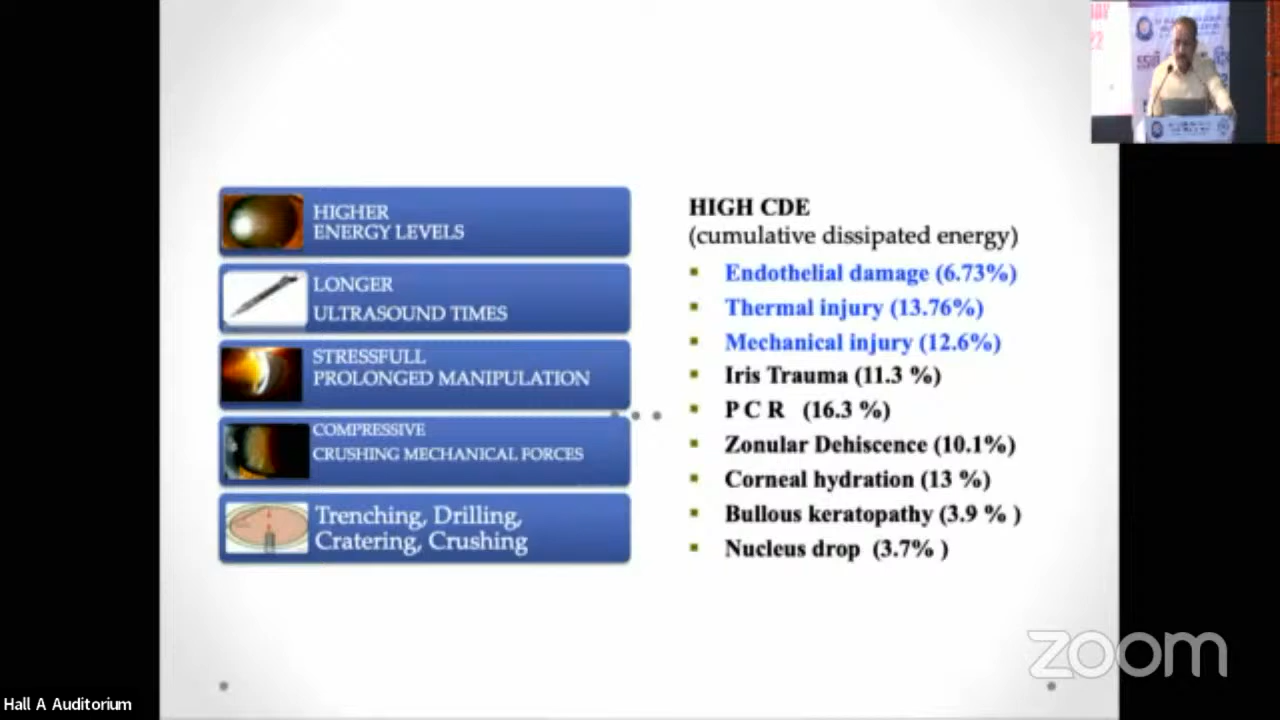 HIGHER
ENERGY LEVELS
LONGER
ULTRASOUND TIMES
STRESSFULL
PROLONGED MANIPULATION
COMPRESSIVE
CRUSHING MECHANICAL FORCES
Trenching, Drilling,
Cratering, Crushing
HIGH CDE
(cumulative dissipated energy)
Endothelial damage (6.73%)
Thermal injury (13.76%)
Mechanical injury (12.6%)
Iris Trauma (11.3 %)
P C R (16.3 %)
Zonular Dehiscence (10.1%)
Corneal hydration (13 %)
Bullous keratopathy (3.9 % )
Nucleus drop (3.7% )
zoom
Hall A Auditorium